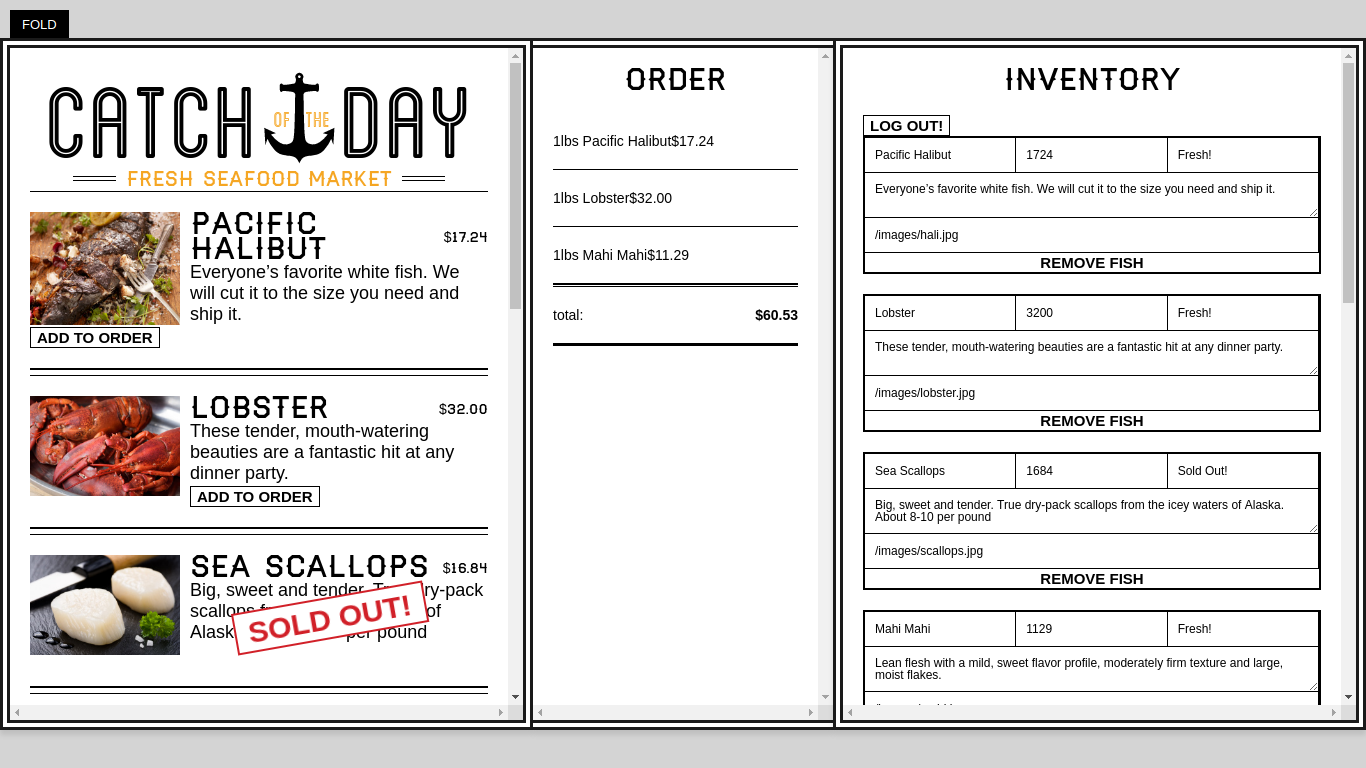 FOLD
CATCH OF THE DAY
FRESH SEAFOOD MARKET
PACIFIC
HALIBUT
$17.24
Everyone’s favorite white fish. We
will cut it to the size you need and
ship it.
ADD TO ORDER
LOBSTER
$32.00
These tender, mouth-watering
beauties are a fantastic hit at any
dinner party.
ADD TO ORDER
SEA SCALLOPS
$16.84
Big, sweet and tender. dry-pack
scallops of
per pound
SOLD OUT!
ORDER
1lbs Pacific Halibut$17.24
1lbs Lobster$32.00
1lbs Mahi Mahi$11.29
total: $60.53
INVENTORY
LOG OUT!
Pacific Halibut 1724 Fresh!
Everyone’s favorite white fish. We will cut it to the size you need and ship it.
/images/hali.jpg
REMOVE FISH
Lobster 3200 Fresh!
These tender, mouth-watering beauties are a fantastic hit at any dinner party.
/images/lobster.jpg
REMOVE FISH
Sea Scallops 1684 Sold Out!
Big, sweet and tender. True dry-pack scallops from the icey waters of Alaska.
About 8-10 per pound
/images/scallops.jpg
REMOVE FISH
Mahi Mahi 1129 Fresh!
Lean flesh with a mild, sweet flavor profile, moderately firm texture and large,
moist flakes.